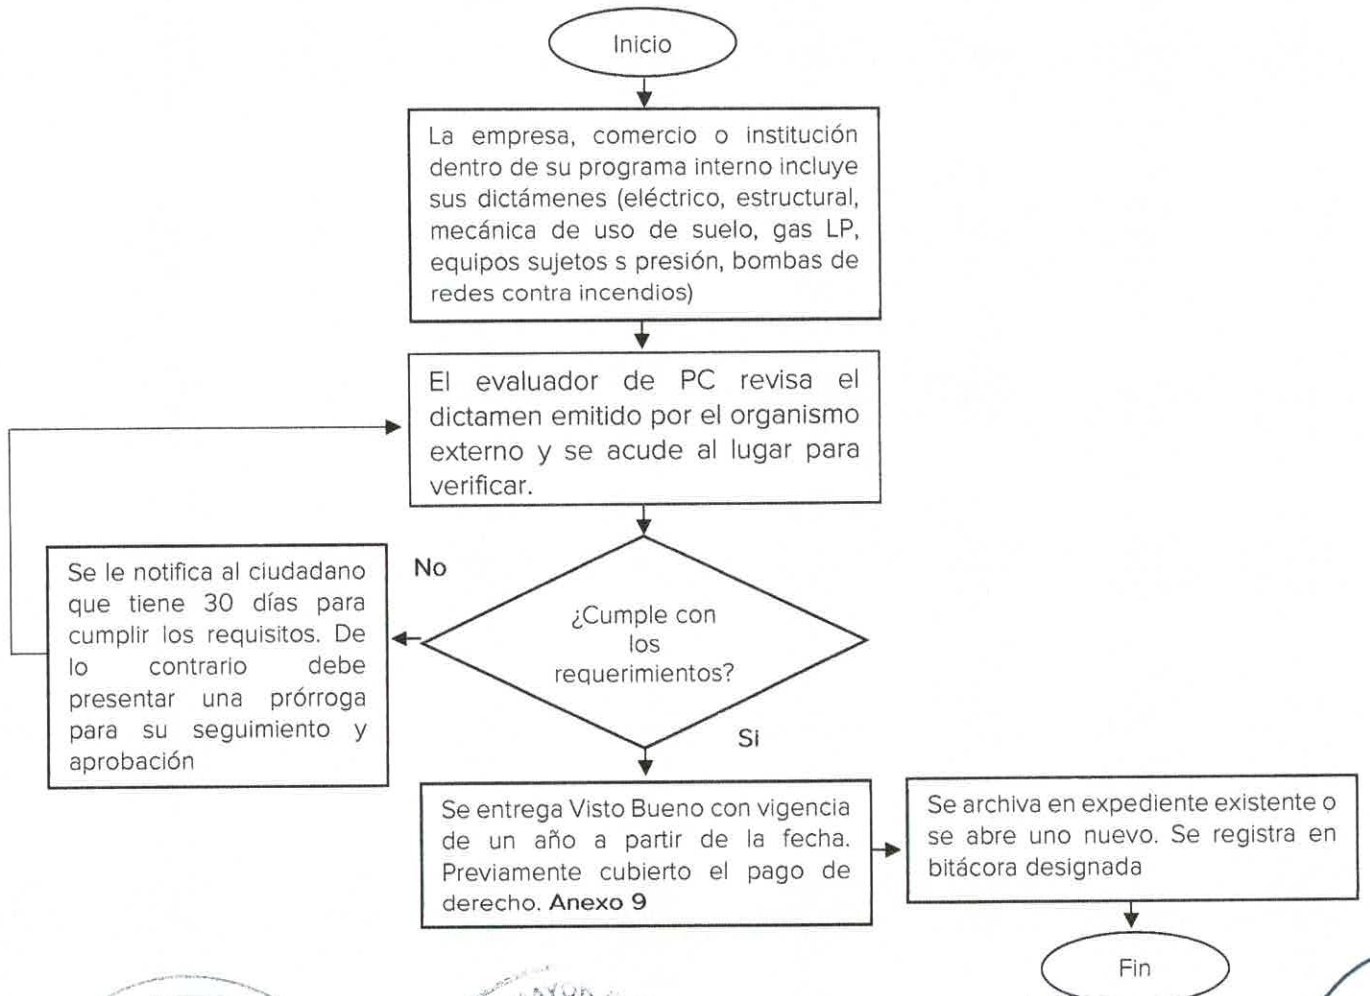 Inicio
La empresa, comercio o institución
dentro de su programa interno incluye
sus dictámenes (eléctrico, estructural,
mecánica de uso de suelo, gas LP,
equipos sujetos s presión, bombas de
redes contra incendios)
El evaluador de PC revisa el
dictamen emitido por el organismo
externo y se acude al lugar para
verificar.
¿Cumple con
los
requerimientos?
No
Se le notifica al ciudadano
que tiene 30 días para
cumplir los requisitos. De
lo contrario debe
presentar una prórroga
para su seguimiento y
aprobación
Si
Se entrega Visto Bueno con vigencia
de un año a partir de la fecha.
Previamente cubierto el pago de
derecho. Anexo 9
Se archiva en expediente existente o
se abre uno nuevo. Se registra en
bitácora designada
Fin